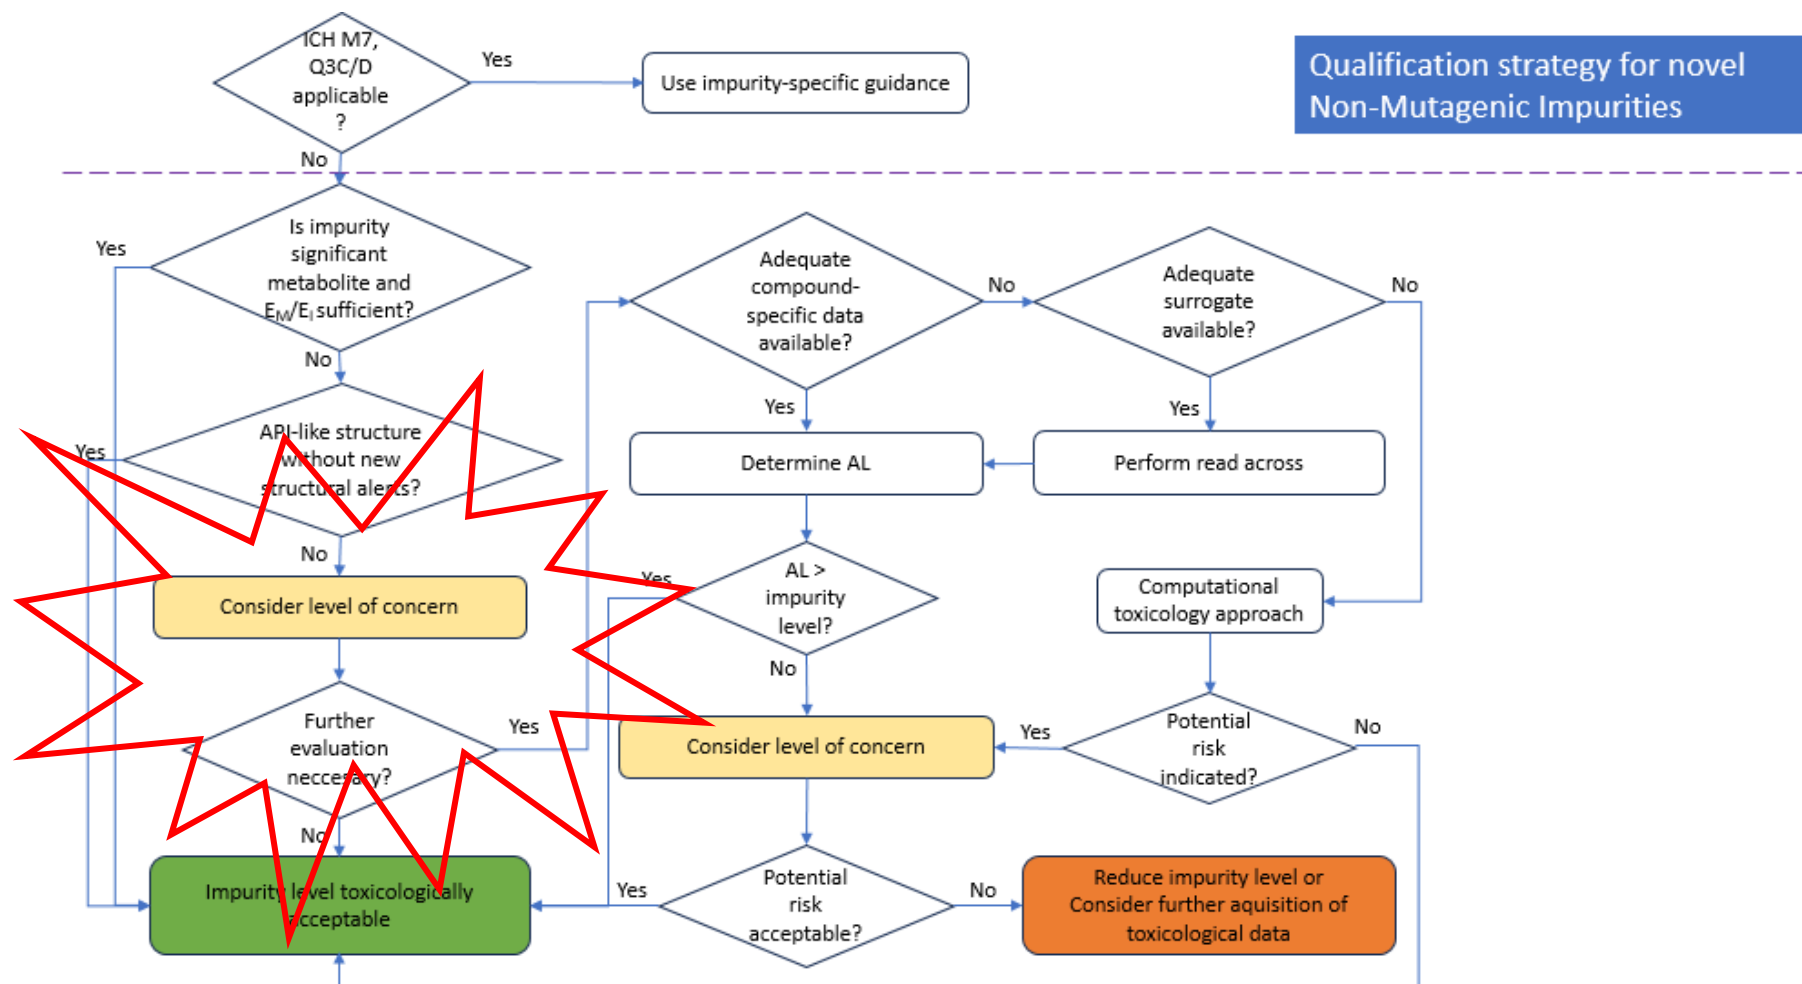 ICH M7,
Q3C/D
applicable
?
Yes
Use impurity-specific guidance
Qualification strategy for novel
Non-Mutagenic Impurities
No
Is impurity
significant
metabolite and
EM/EI sufficient?
Yes
No
Adequate
compound-
specific data
available?
No
Adequate
surrogate
available?
No
Yes
Yes
API-like structure
without new
structural alerts?
Yes
No
Determine AL
Perform read across
Consider level of concern
Yes
AL >
impurity
level?
No
Computational
toxicology approach
Further
evaluation
neccesary?
Yes
No
Consider level of concern
Yes
Potential
risk
indicated?
No
Impurity level toxicologically
acceptable
Yes
Potential
risk
acceptable?
No
Reduce impurity level or
Consider further aquisition of
toxicological data